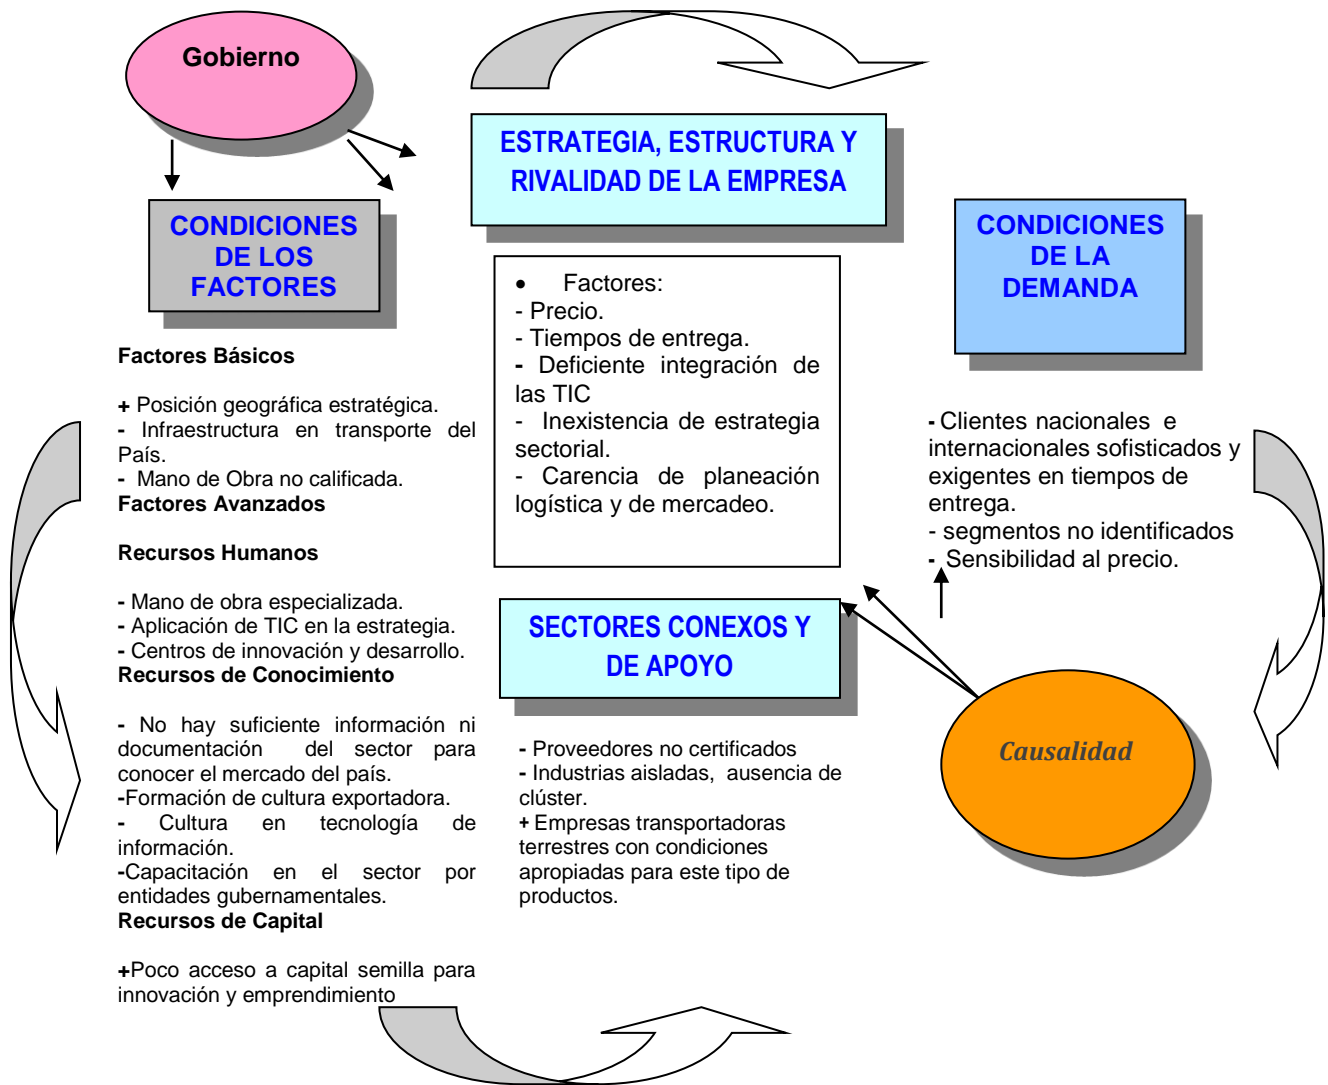 Gobierno
ESTRATEGIA, ESTRUCTURA Y
RIVALIDAD DE LA EMPRESA
CONDICIONES
DE LOS
FACTORES
CONDICIONES
DE LA
DEMANDA
• Factores:
- Precio.
- Tiempos de entrega.
- Deficiente integración de
las TIC
- Inexistencia de estrategia
sectorial.
- Carencia de planeación
logística y de mercadeo.
Factores Básicos
+ Posición geográfica estratégica.
- Infraestructura en transporte del
País.
- Mano de Obra no calificada.
Factores Avanzados
Recursos Humanos
- Mano de obra especializada.
- Aplicación de TIC en la estrategia.
- Centros de innovación y desarrollo.
Recursos de Conocimiento
- No hay suficiente información ni
documentación del sector para
conocer el mercado del país.
-Formación de cultura exportadora.
- Cultura en tecnología de
información.
-Capacitación en el sector por
entidades gubernamentales.
Recursos de Capital
+Poco acceso a capital semilla para
innovación y emprendimiento
- Clientes nacionales e
internacionales sofisticados y
exigentes en tiempos de
entrega.
- segmentos no identificados
- Sensibilidad al precio.
SECTORES CONEXOS Y
DE APOYO
- Proveedores no certificados
- Industrias aisladas, ausencia de
clúster.
+ Empresas transportadoras
terrestres con condiciones
apropiadas para este tipo de
productos.
Causalidad